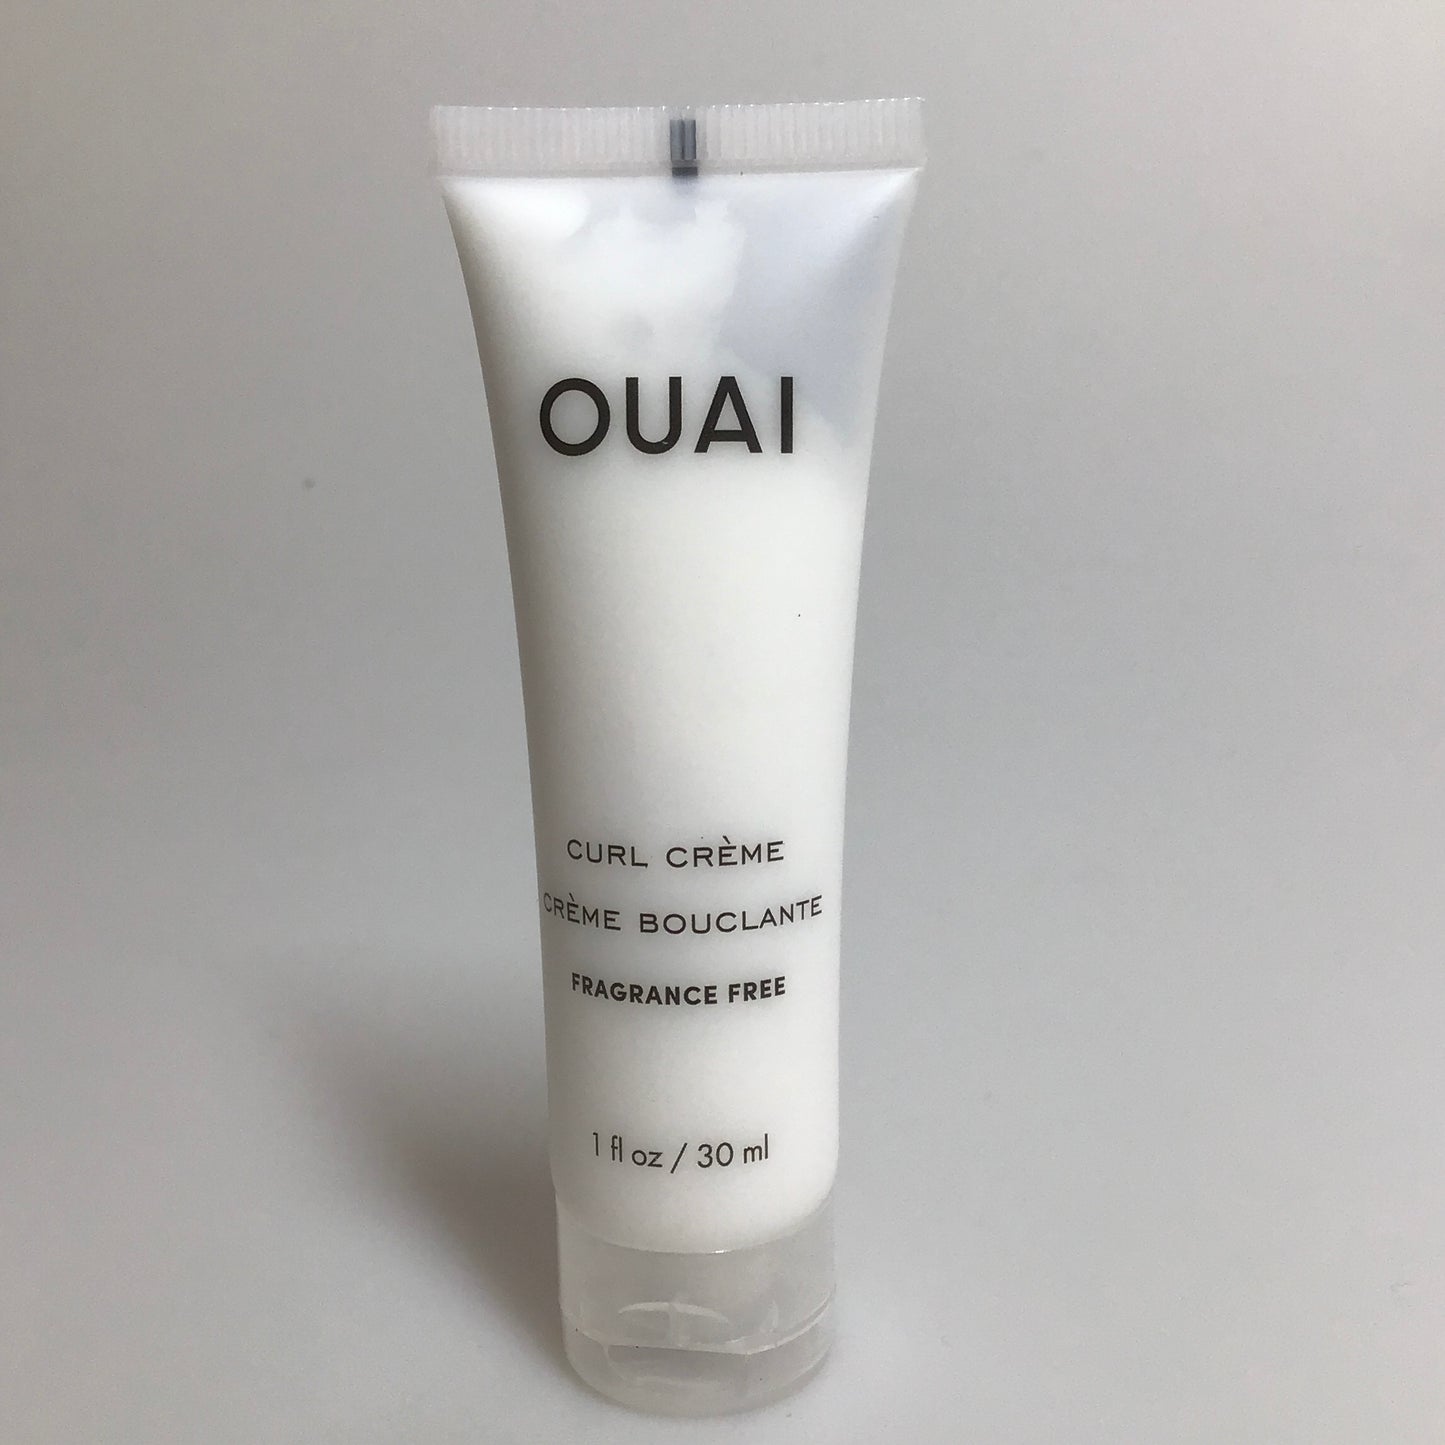 OUAI
CURL CRÈME
CRÈME BOUCLANTE
FRAGRANCE FREE
1 fl oz / 30 ml